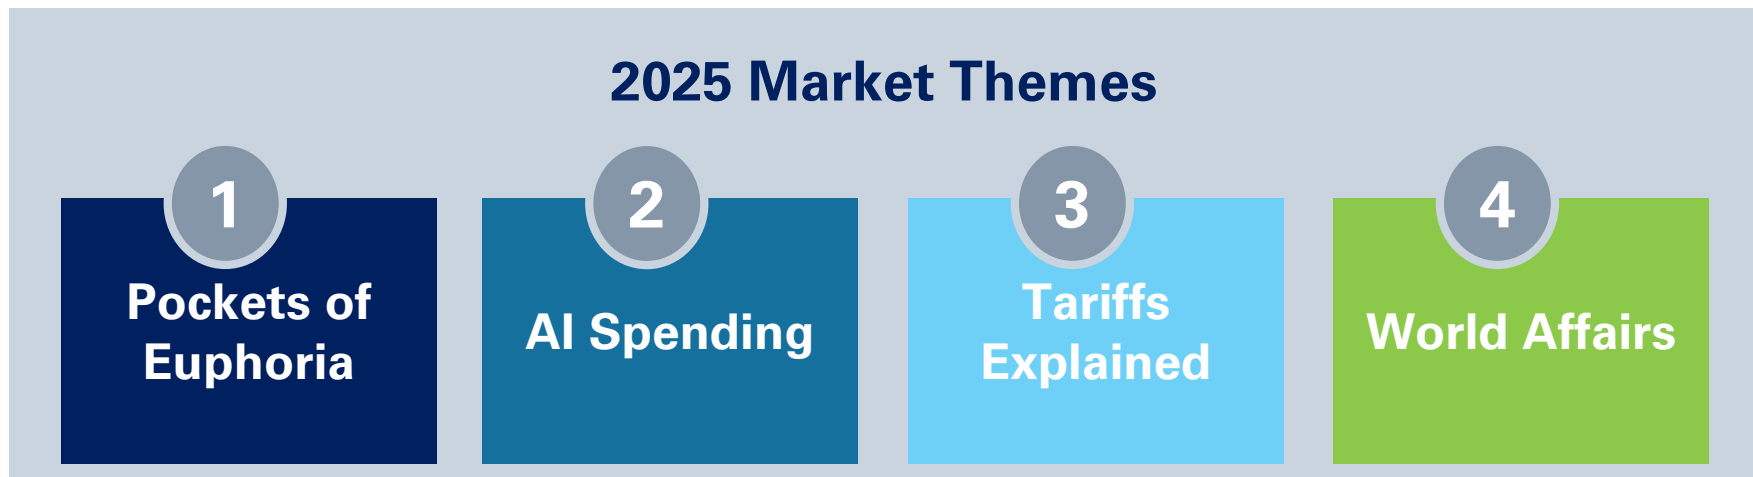 2025 Market Themes
1
Pockets of
Euphoria
2
AI Spending
3
Tariffs
Explained
4
World Affairs